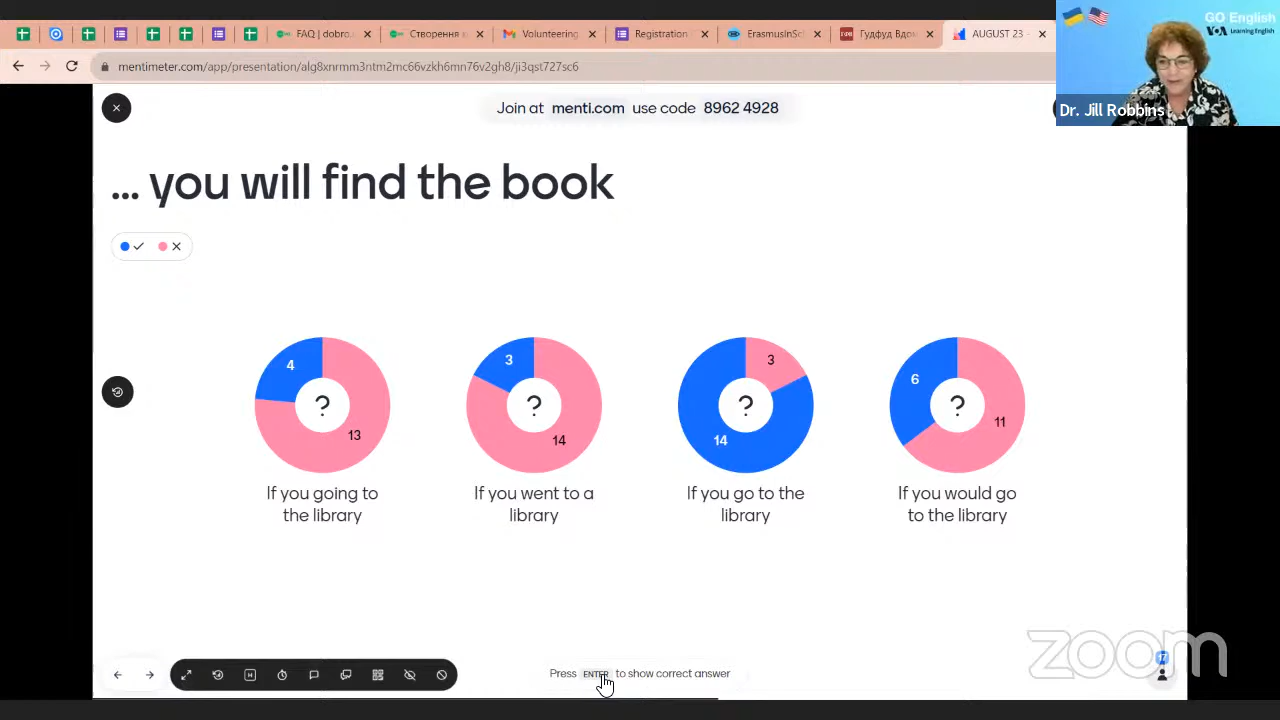 FAQ | dobro.
Створення
Volunteering
Registration
ErasmusInSc
Гудфуд Вдо
AUGUST 23 -
GO English
VOA Learning English
mentimeter.com/app/presentation/alg8xnrmm3ntm2mc66vzkh6mn76v2gh8/ji3qst727sc6
Dr. Jill Robbins
Join at menti.com use code 8962 4928
... you will find the book
4
13
?
If you going to
the library
3
14
?
If you went to a
library
3
14
?
If you go to the
library
6
11
?
If you would go
to the library
Press ENTER to show correct answer
zoom
17